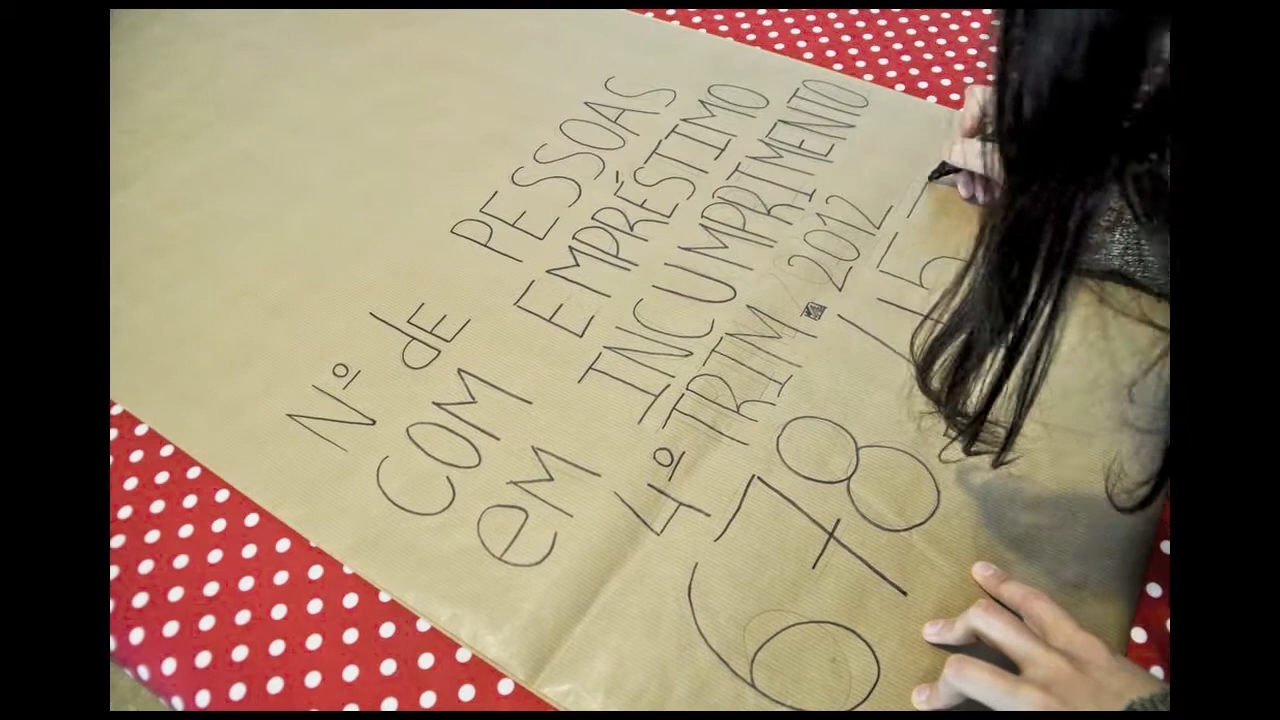 Nº dE PESSOAS
COM EMPRÉSTIMO
em INCUMPRIMENTO
4º TRIM. 2012
678 15